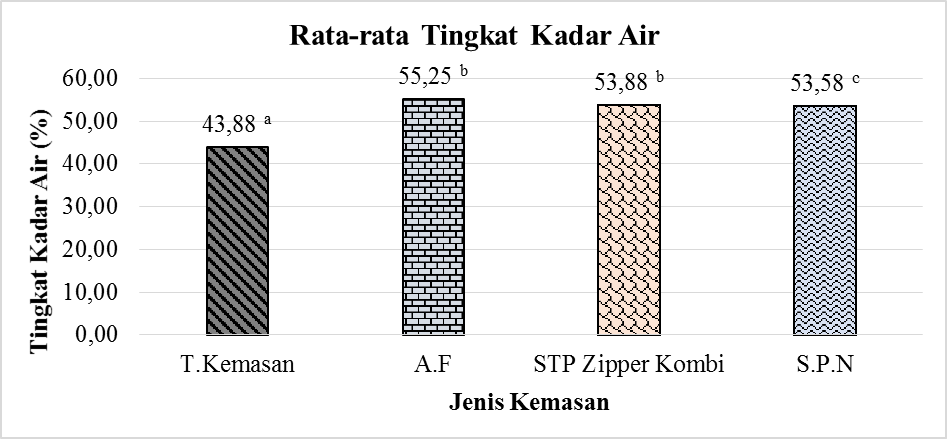 Rata-rata Tingkat Kadar Air
Tingkat Kadar Air (%)
60,00
50,00
40,00
30,00
20,00
10,00
0,00
43,88 a
55,25 b
53,88 b
53,58 c
T.Kemasan
A.F
STP Zipper Kombi
S.P.N
Jenis Kemasan